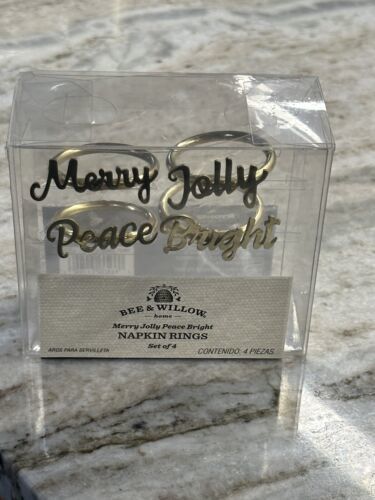 Merry Jolly
Peace Bright
BEE & WILLOW
home
Merry Jolly Peace Bright
NAPKIN RINGS
Set of 4
AROS PARA SERVILLETA
CONTENIDO: 4 PIEZAS